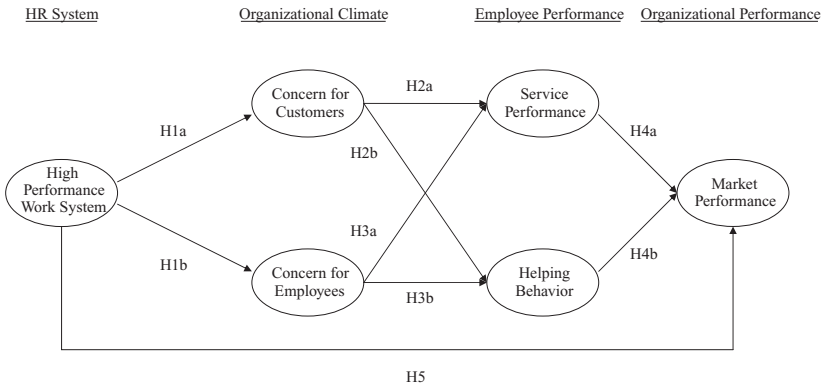 HR System
Organizational Climate
Employee Performance
Organizational Performance
Concern for
Customers
H2a
Service
Performance
H1a
H4a
H2b
High
Performance
Work System
Market
Performance
H3a
H1b
H4b
Concern for
Employees
H3b
Helping
Behavior
H5